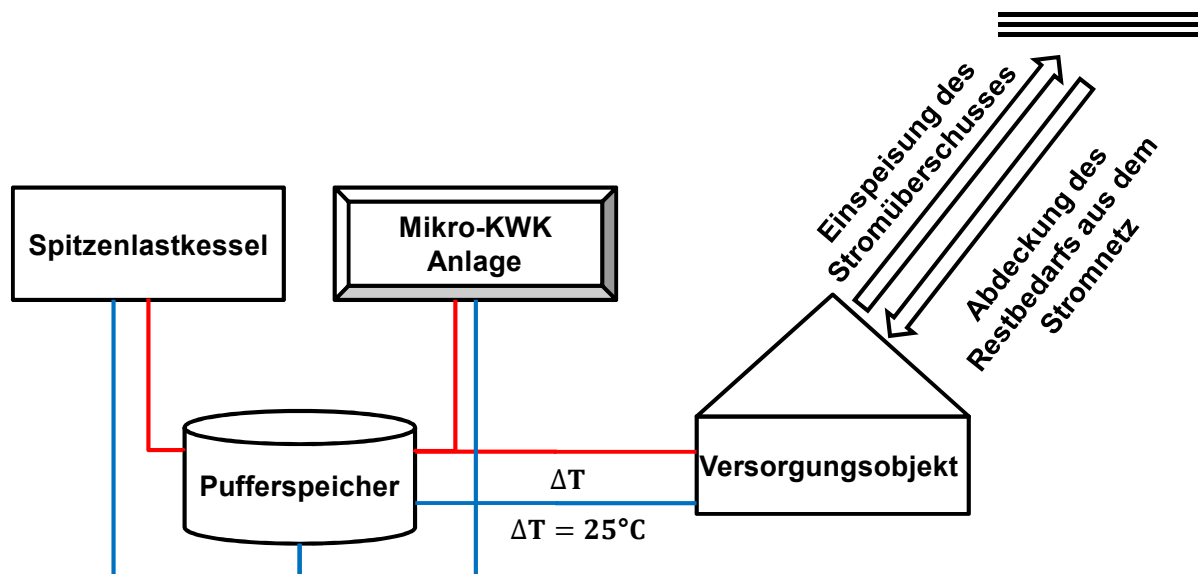 Einspeisung des
Stromüberschusses
Abdeckung des
Restbedarfs aus dem
Stromnetz
Spitzenlastkessel
Mikro-KWK
Anlage
Pufferspeicher
Versorgungsobjekt
ΔT
ΔT = 25°C